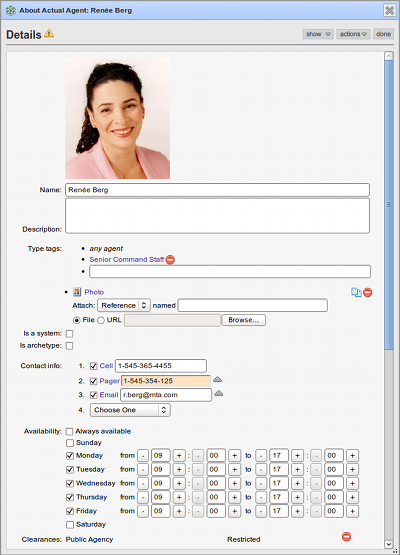 About Actual Agent: Renée Berg
Details
show actions done
Name: Renée Berg
Description:
Type tags: any agent
Senior Command Staff
Photo
Attach: Reference named
File URL Browse...
Is a system:
Is archetype:
Contact info: 1. Cell 1-545-365-4455
2. Pager 1-545-354-125
3. Email r.berg@mta.com
4. Choose One
Availability: Always available
Sunday
Monday from - 09 + : - 00 + to - 17 + : - 00 +
Tuesday from - 09 + : - 00 + to - 17 + : - 00 +
Wednesday from - 09 + : - 00 + to - 17 + : - 00 +
Thursday from - 09 + : - 00 + to - 17 + : - 00 +
Friday from - 09 + : - 00 + to - 17 + : - 00 +
Saturday
Clearances: Public Agency Restricted